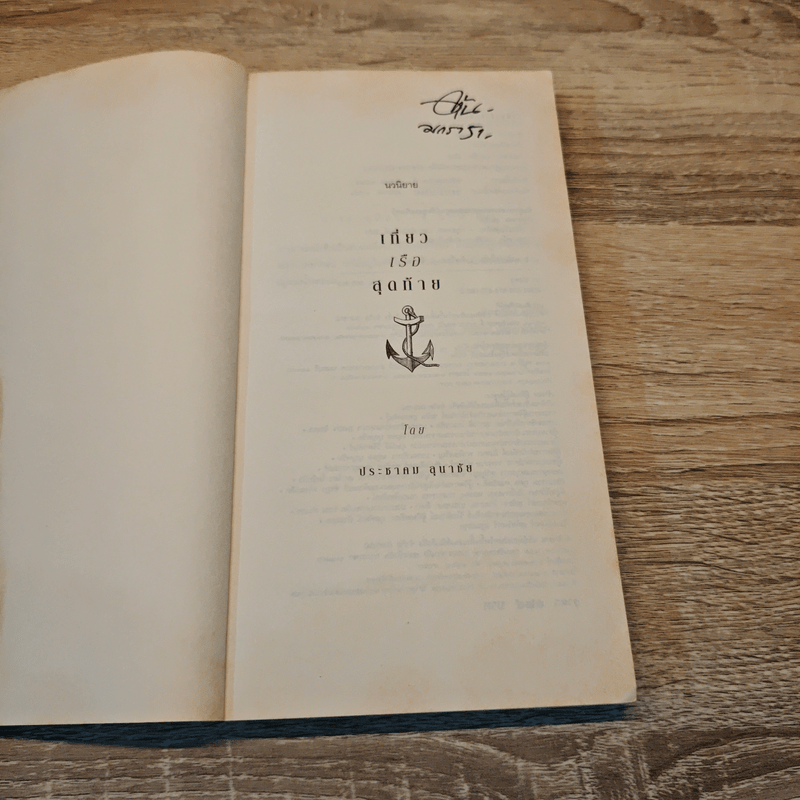 นวนิยาย
เที่ยว
เรือ
สุดท้าย
โดย
ประชาคม ลุนาชัย